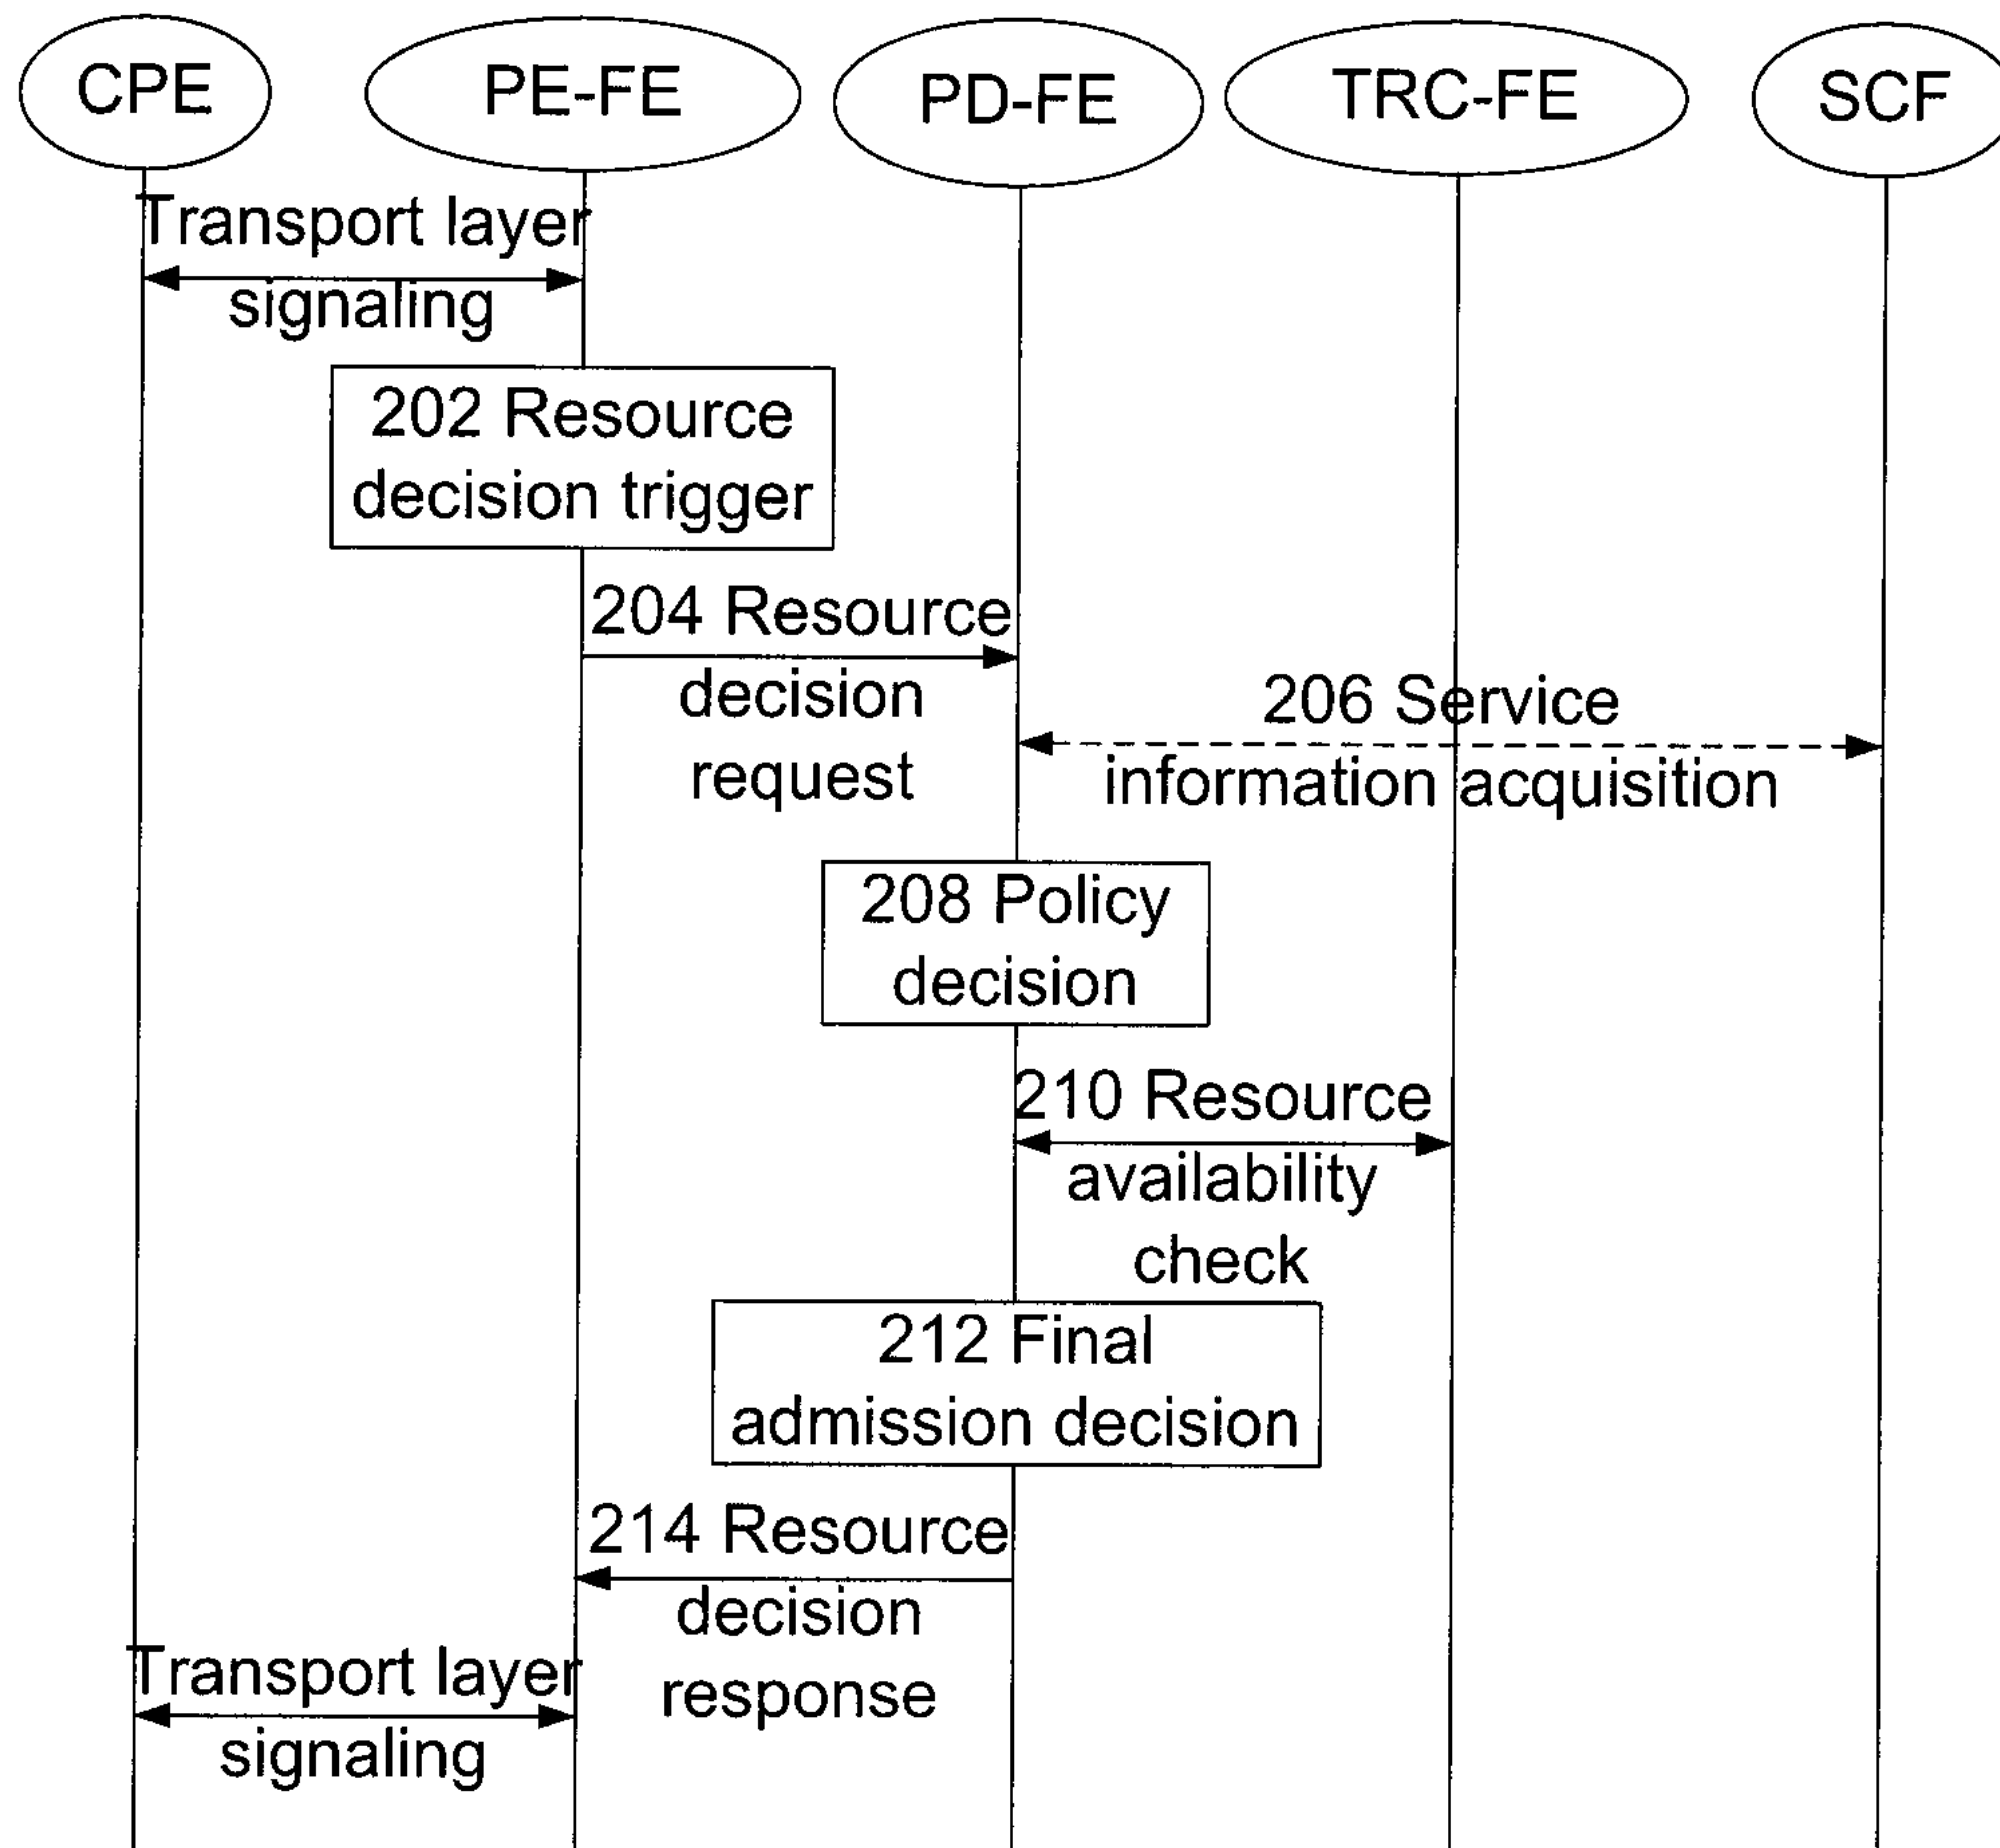 CPE
PE-FE
PD-FE
TRC-FE
SCF
Transport layer
signaling
202 Resource
decision trigger
204 Resource
decision
request
206 Service
information acquisition
208 Policy
decision
210 Resource
availability
check
212 Final
admission decision
214 Resource
decision
response
Transport layer
signaling